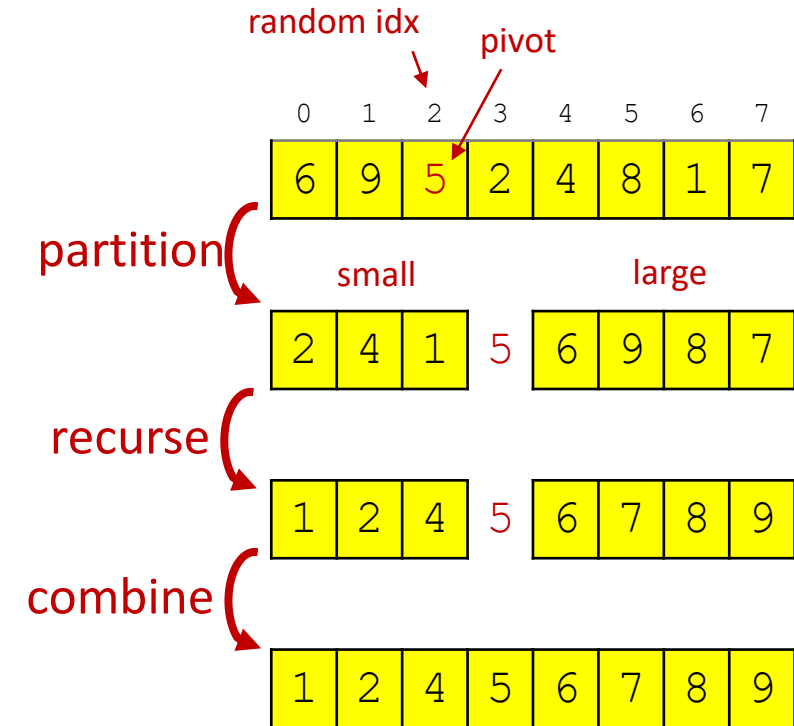 random idx
pivot
0 1 2 3 4 5 6 7
6 9 5 2 4 8 1 7
partition
small large
2 4 1 5 6 9 8 7
recurse
1 2 4 5 6 7 8 9
combine
1 2 4 5 6 7 8 9